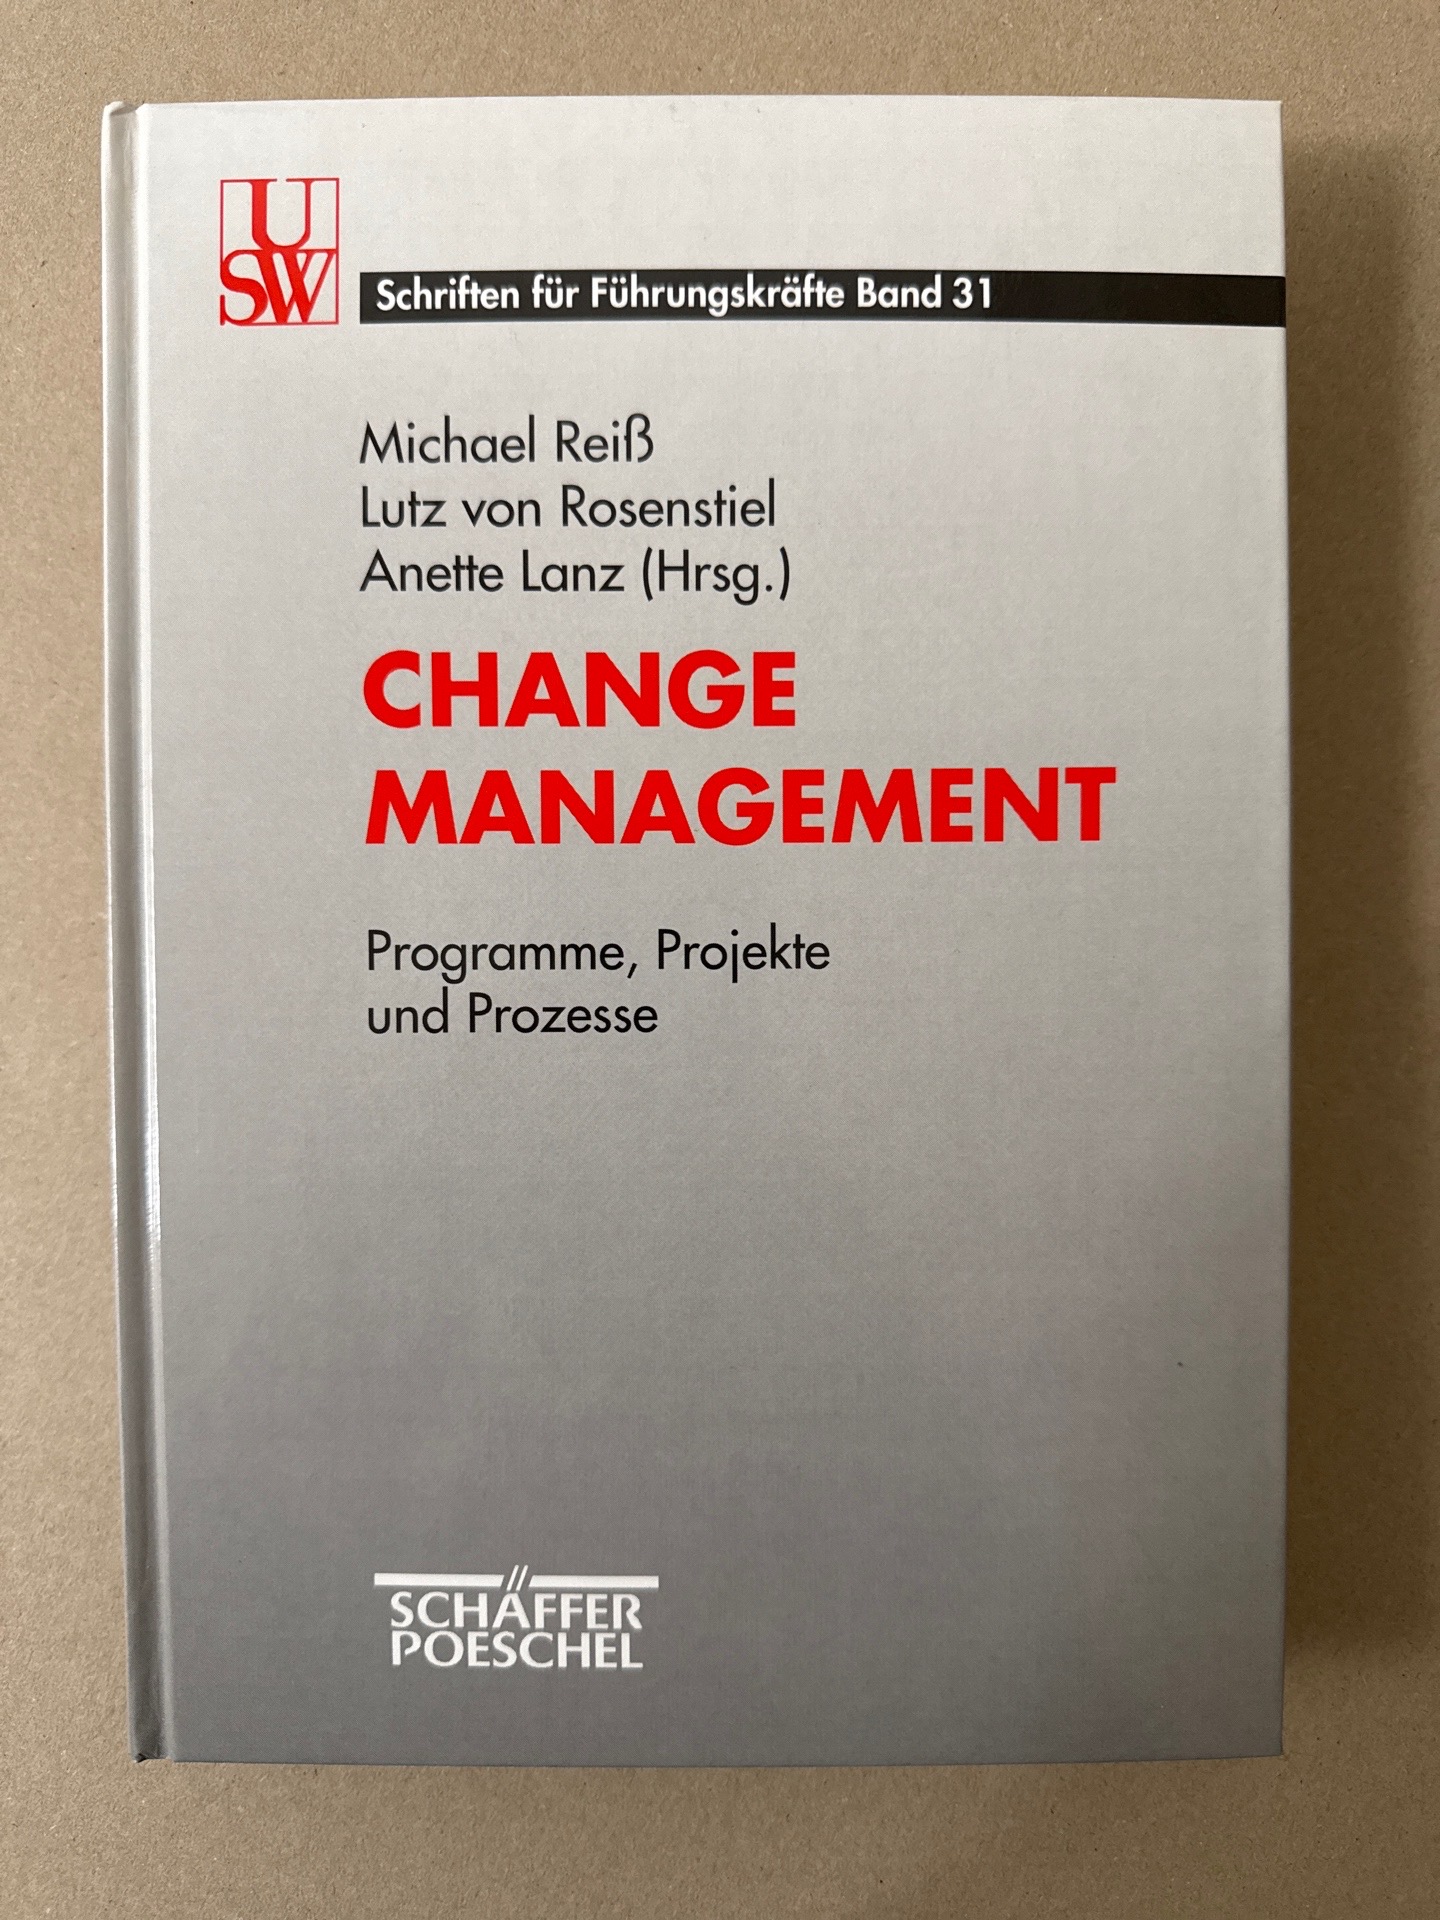 U
SW
Schriften für Führungskräfte Band 31
Michael Reiß
Lutz von Rosenstiel
Anette Lanz (Hrsg.)
CHANGE
MANAGEMENT
Programme, Projekte
und Prozesse
SCHÄFFER
POESCHEL